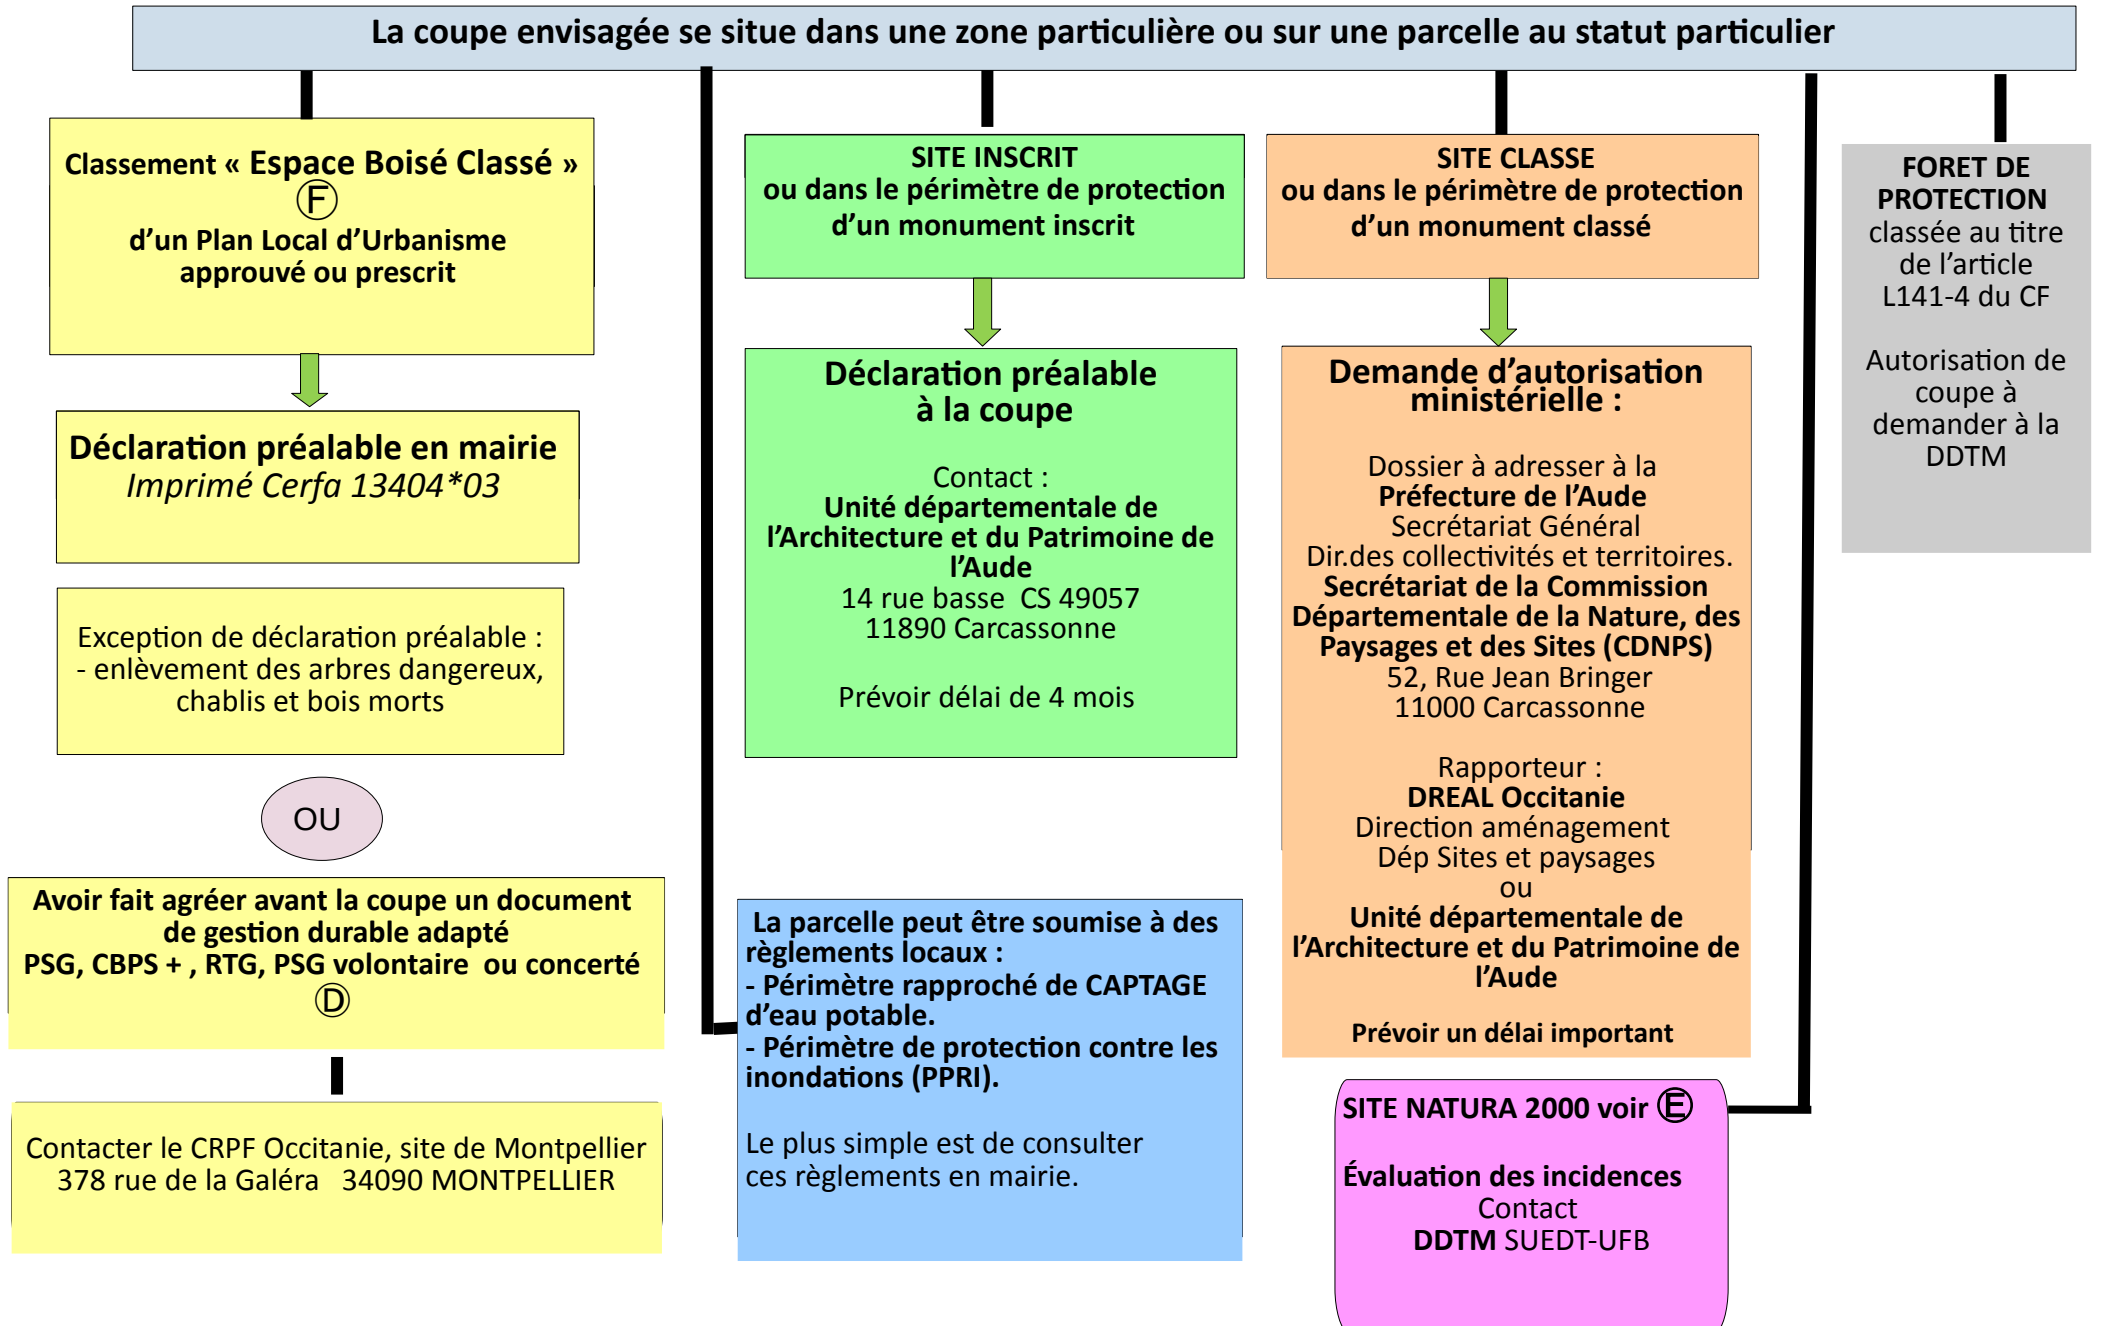 La coupe envisagée se situe dans une zone particulière ou sur une parcelle au statut particulier
Classement « Espace Boisé Classé »
Ⓕ
d’un Plan Local d’Urbanisme
approuvé ou prescrit
Déclaration préalable en mairie
Imprimé Cerfa 13404*03
Exception de déclaration préalable :
- enlèvement des arbres dangereux,
chablis et bois morts
OU
Avoir fait agréer avant la coupe un document
de gestion durable adapté
PSG, CBPS + , RTG, PSG volontaire ou concerté
Ⓓ
Contacter le CRPF Occitanie, site de Montpellier
378 rue de la Galéra 34090 MONTPELLIER
SITE INSCRIT
ou dans le périmètre de protection
d’un monument inscrit
Déclaration préalable
à la coupe
Contact :
Unité départementale de
l’Architecture et du Patrimoine de
l’Aude
14 rue basse CS 49057
11890 Carcassonne
Prévoir délai de 4 mois
La parcelle peut être soumise à des
règlements locaux :
- Périmètre rapproché de CAPTAGE
d’eau potable.
- Périmètre de protection contre les
inondations (PPRI).
Le plus simple est de consulter
ces règlements en mairie.
SITE CLASSE
ou dans le périmètre de protection
d’un monument classé
Demande d’autorisation
ministérielle :
Dossier à adresser à la
Préfecture de l’Aude
Secrétariat Général
Dir.des collectivités et territoires.
Secrétariat de la Commission
Départementale de la Nature, des
Paysages et des Sites (CDNPS)
52, Rue Jean Bringer
11000 Carcassonne
Rapporteur :
DREAL Occitanie
Direction aménagement
Dép Sites et paysages
ou
Unité départementale de
l’Architecture et du Patrimoine de
l’Aude
Prévoir un délai important
SITE NATURA 2000 voir Ⓔ
Évaluation des incidences
Contact
DDTM SUEDT-UFB
FORET DE
PROTECTION
classée au titre
de l’article
L141-4 du CF
Autorisation de
coupe à
demander à la
DDTM